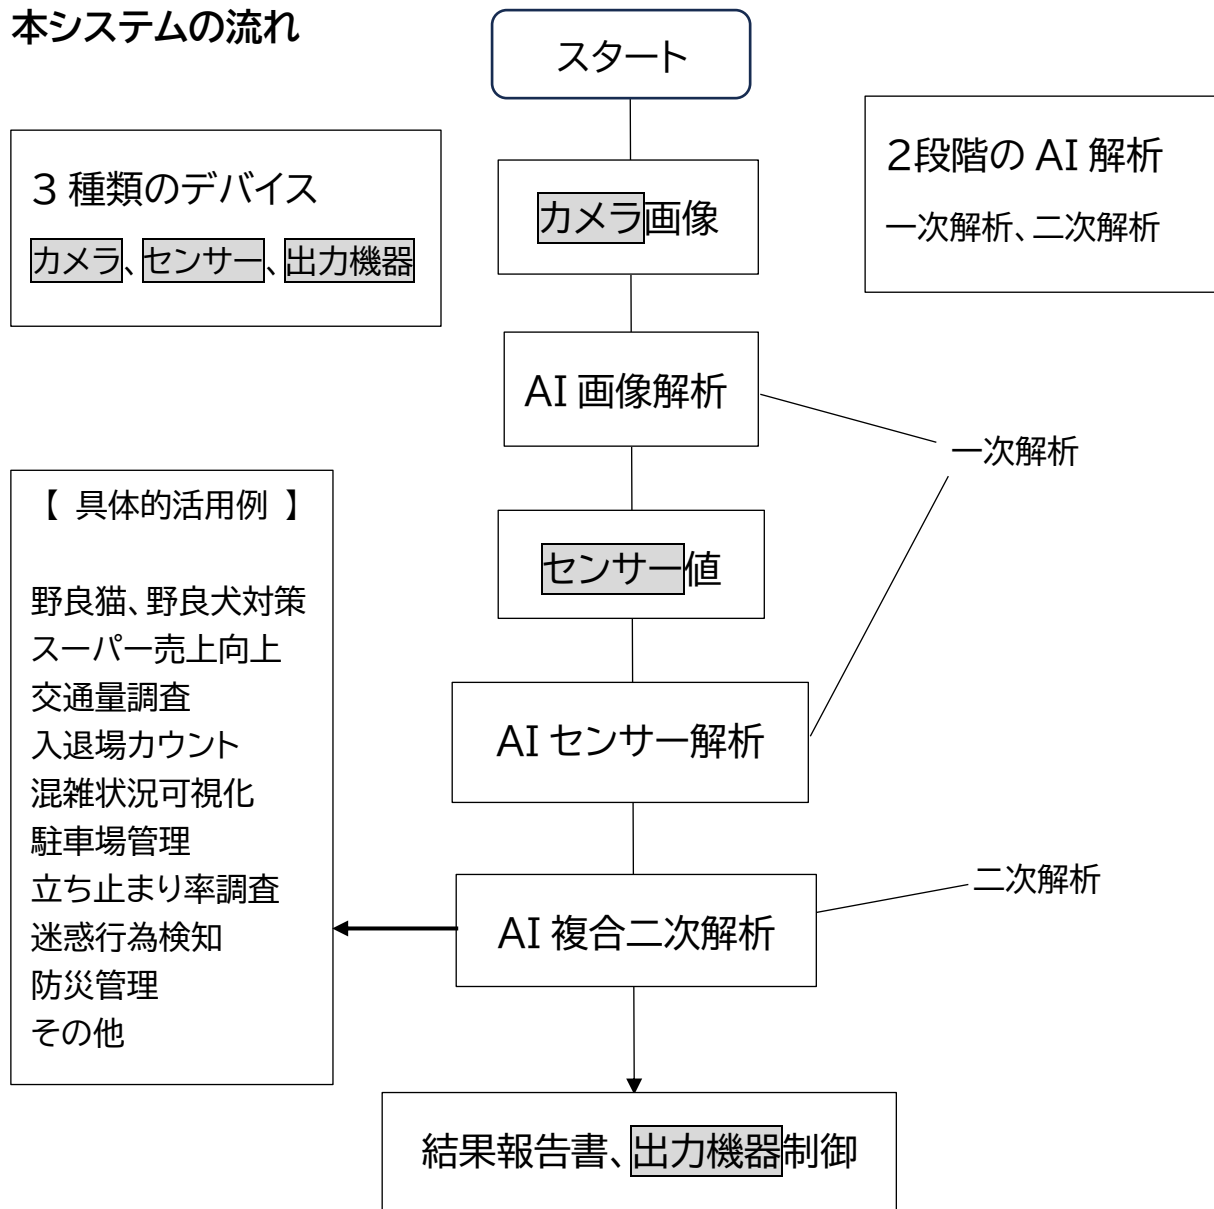 本システムの流れ
スタート
3 種類のデバイス
カメラ、センサー、出力機器
2段階の AI 解析
一次解析、二次解析
カメラ画像
AI 画像解析
一次解析
センサー値
AI センサー解析
【 具体的活用例 】
野良猫、野良犬対策
スーパー売上向上
交通量調査
入退場カウント
混雑状況可視化
駐車場管理
立ち止まり率調査
迷惑行為検知
防災管理
その他
二次解析
AI 複合二次解析
結果報告書、出力機器制御